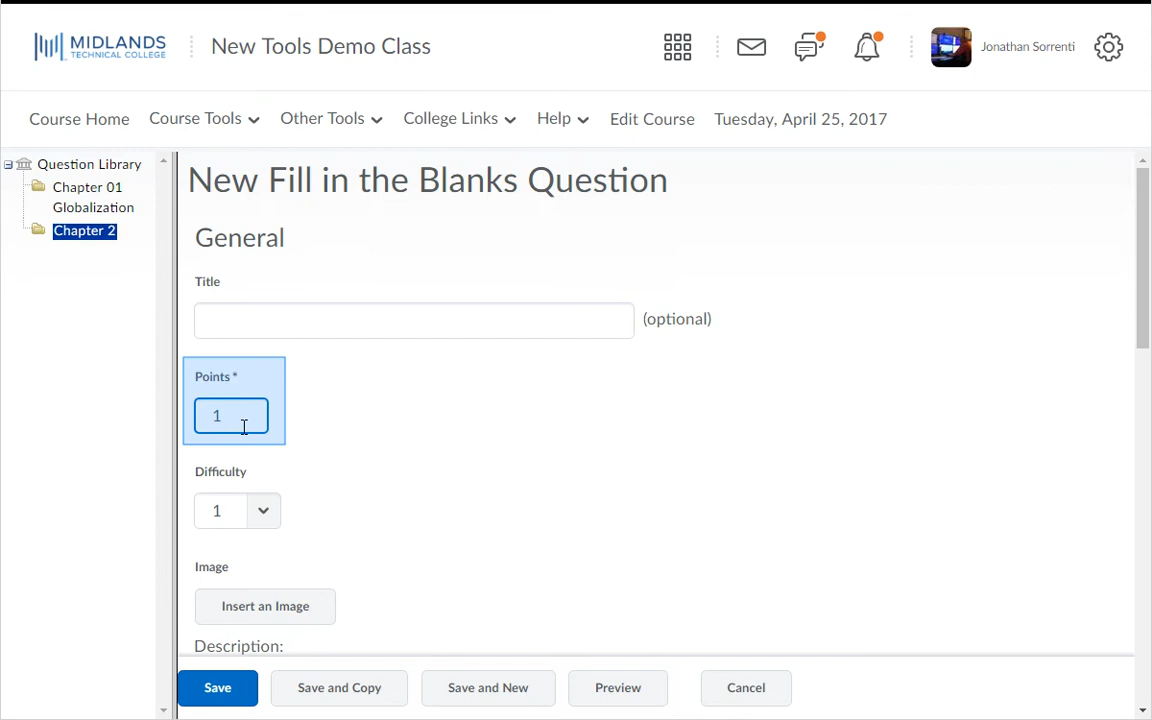 MIDLANDS
TECHNICAL COLLEGE
New Tools Demo Class
Jonathan Sorrenti
Course Home
Course Tools
Other Tools
College Links
Help
Edit Course
Tuesday, April 25, 2017
Question Library
Chapter 01
Globalization
Chapter 2
New Fill in the Blanks Question
General
Title
(optional)
Points *
1
Difficulty
1
Image
Insert an Image
Description:
Save
Save and Copy
Save and New
Preview
Cancel